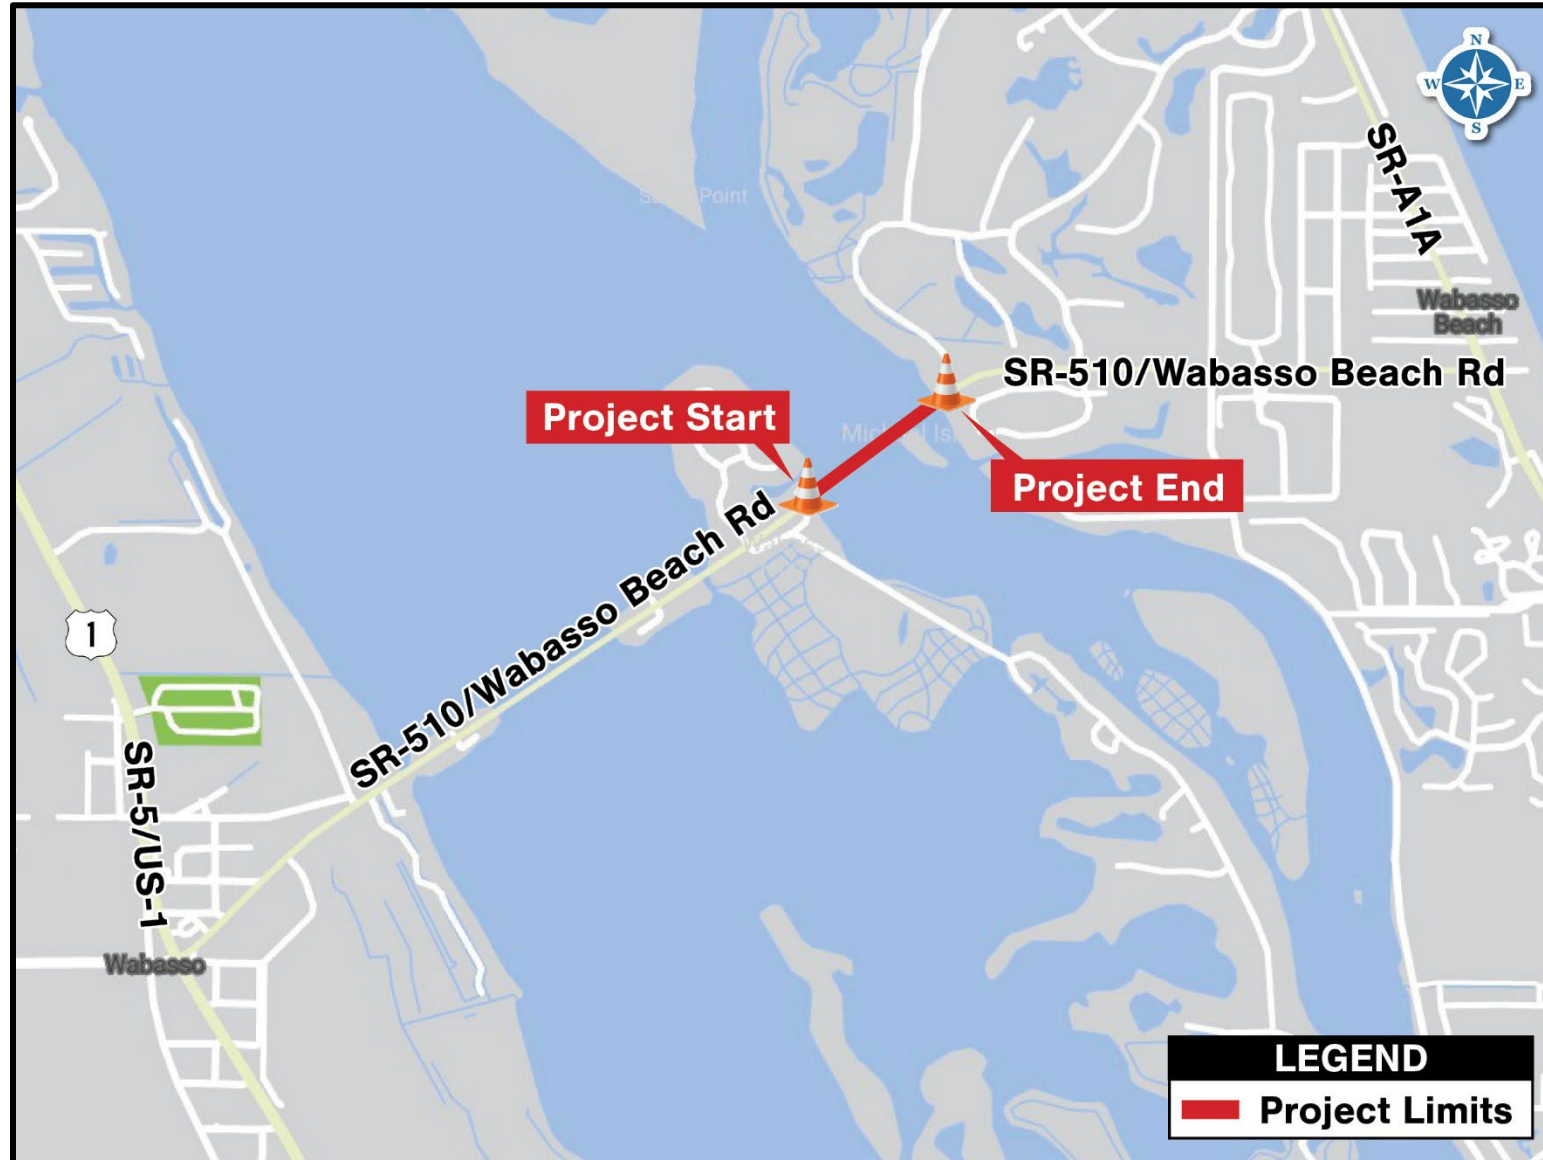 N
W
E
S
SR-A1A
Point
Wabasso
Beach
SR-510/Wabasso Beach Rd
Project Start
Project End
SR-510/Wabasso Beach Rd
1
SR-5/US-1
Wabasso
LEGEND
Project Limits